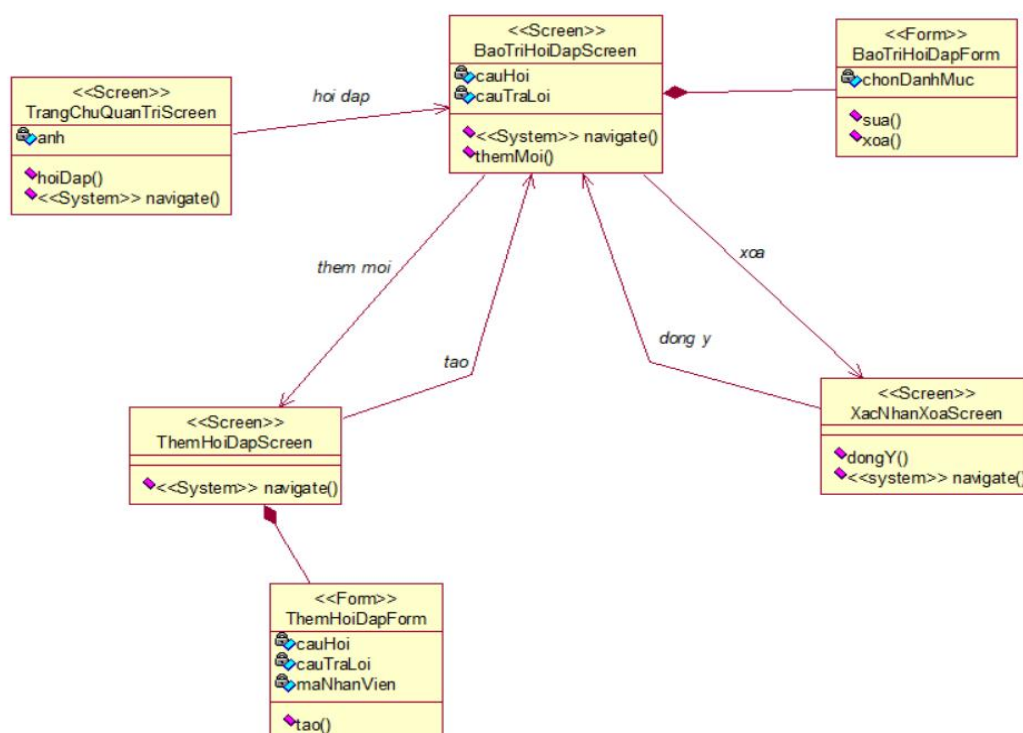 <<Screen>>
TrangChuQuanTriScreen
anh
hoiDap()
<<System>> navigate()
hoi dap
<<Screen>>
BaoTriHoiDapScreen
cauHoi
cauTraLoi
<<System>> navigate()
themMoi()
<<Form>>
BaoTriHoiDapForm
chonDanhMuc
sua()
xoa()
them moi
tao
dong y
xoa
<<Screen>>
ThemHoiDapScreen
<<System>> navigate()
<<Screen>>
XacNhanXoaScreen
dongY()
<<system>> navigate()
<<Form>>
ThemHoiDapForm
cauHoi
cauTraLoi
maNhanVien
tao()